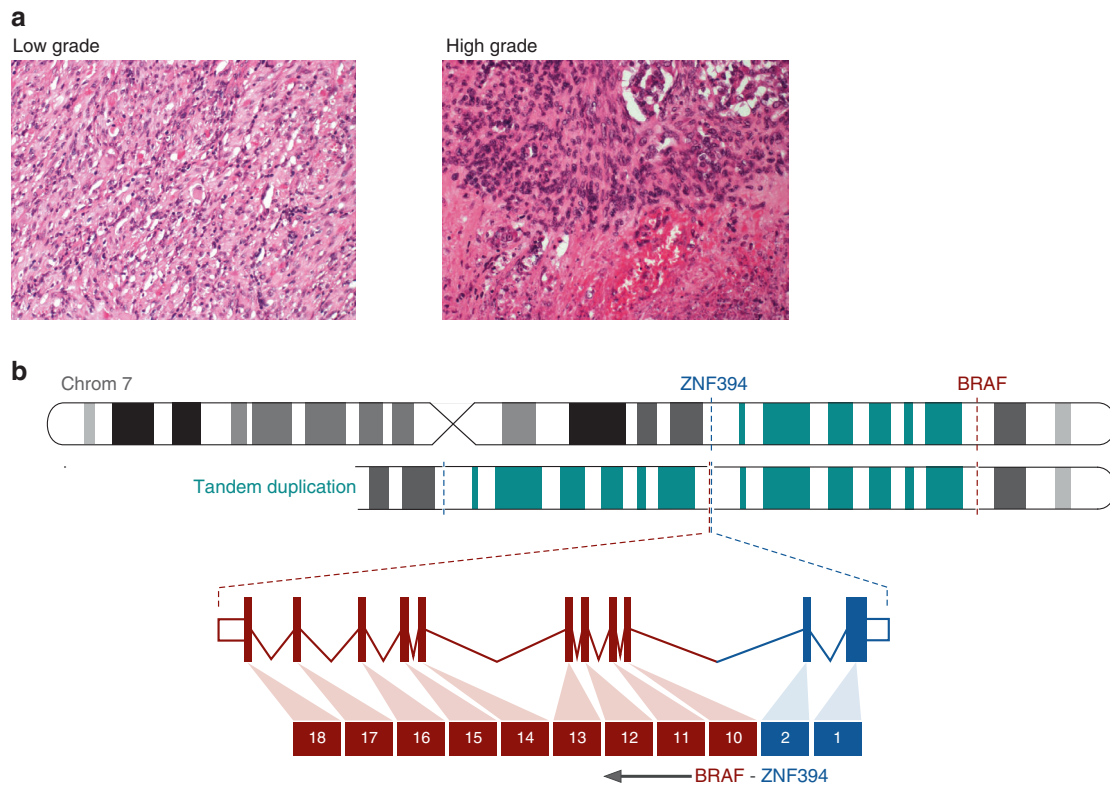 a
Low grade
High grade
b
Chrom 7
ZNF394
BRAF
Tandem duplication
18 17 16 15 14 13 12 11 10 2 1
BRAF - ZNF394